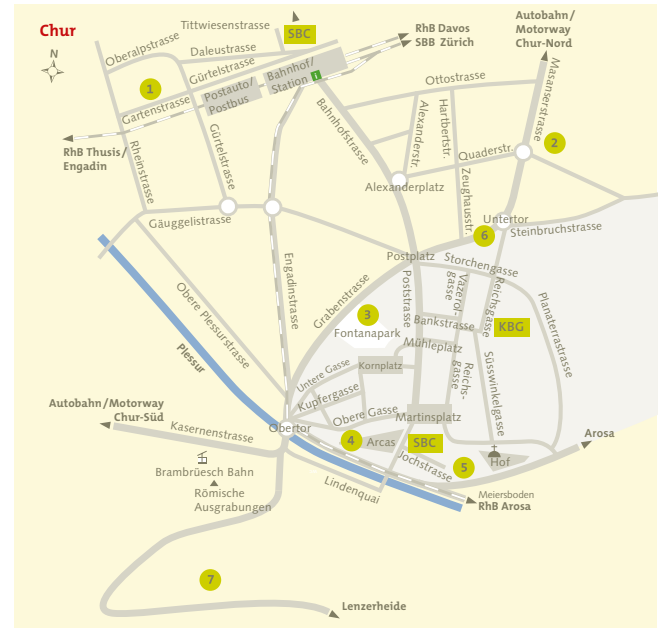 Chur
N
Tittwiesenstrasse
SBC
RhB Davos
SBB Zürich
Autobahn/
Motorway
Chur-Nord
Oberalpstrasse
Daleustrasse
Gürtelstrasse
Bahnhof/
Station
i
1
Gartenstrasse
Postauto/
Postbus
Ottostrasse
Masanserstrasse
RhB Thusis/
Engadin
Rheinstrasse
Gürtelstrasse
Bahnhofstrasse
Alexanderstr.
Hartbertstr.
Quaderstr.
2
Alexanderplatz
Zeughausstr.
Gäuggelistrasse
Untertor
6
Steinbruchstrasse
Engadinstrasse
Postplatz
Storchengasse
Obere Plessurstrasse
Grabenstrasse
Poststrasse
Vazerol-
gasse
Reichsgasse
Planaterrastrasse
3
Fontanapark
Bankstrasse
KBG
Plessur
Mühleplatz
Untere Gasse
Kornplatz
Reichs-
gasse
Süsswinkelgasse
Kupfergasse
Autobahn/Motorway
Chur-Süd
Obere Gasse
Martinsplatz
Kasernenstrasse
Obertor
4
Arcas
SBC
Arosa
Brambrüesch Bahn
Jochstrasse
5
Hof
Römische
Ausgrabungen
Lindenquai
Meiersboden
RhB Arosa
7
Lenzerheide